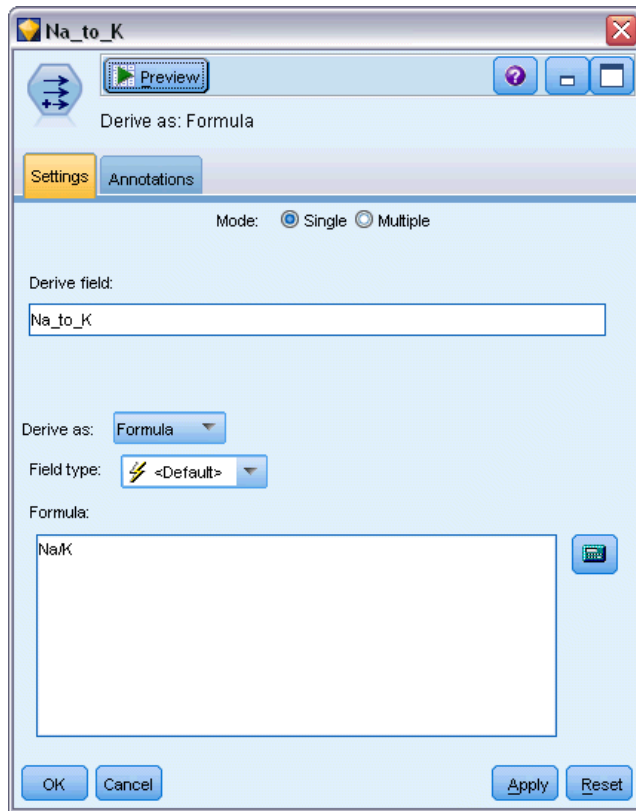 Na_to_K
Preview
Derive as: Formula
Settings Annotations
Mode: Single Multiple
Derive field:
Na_to_K
Derive as: Formula
Field type: <Default>
Formula:
Na/K
OK Cancel Apply Reset